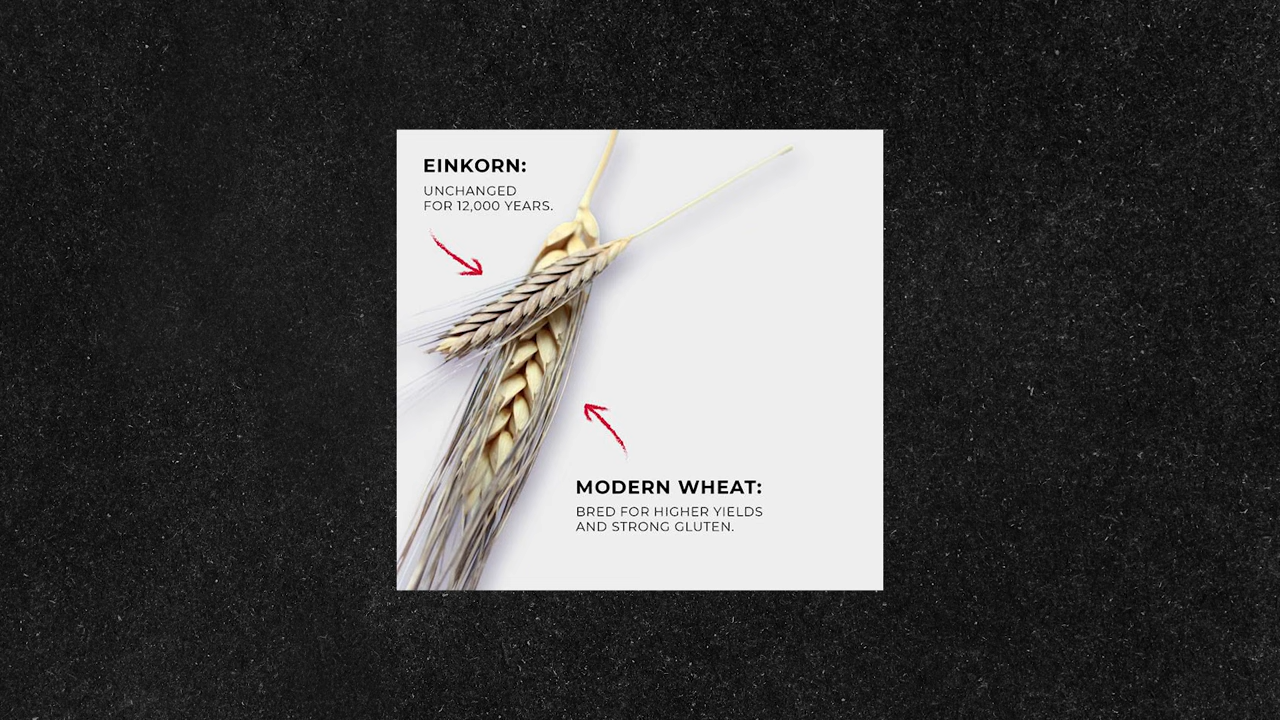 EINKORN:
UNCHANGED
FOR 12,000 YEARS.
MODERN WHEAT:
BRED FOR HIGHER YIELDS
AND STRONG GLUTEN.